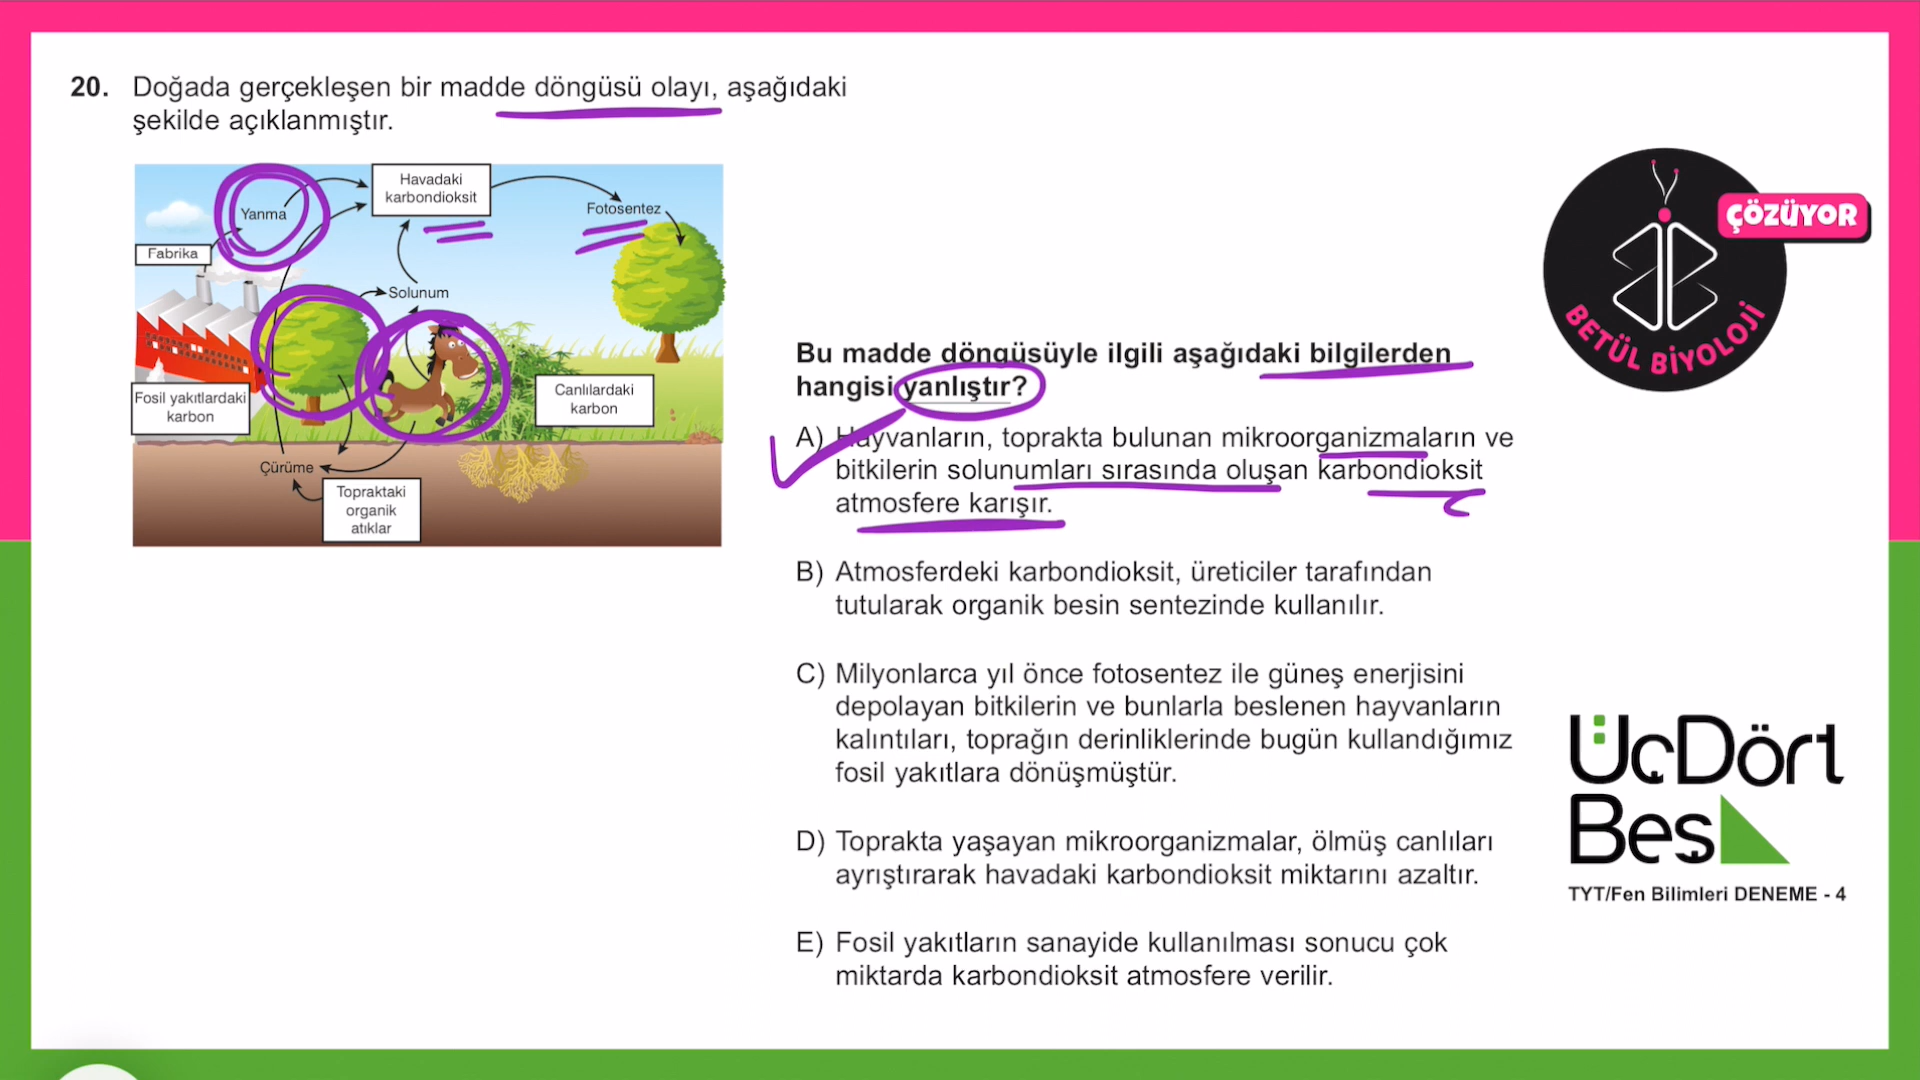 20. Doğada gerçekleşen bir madde döngüsü olayı, aşağıdaki
şekilde açıklanmıştır.
Havadaki
karbondioksit
Yanma
Fotosentez
Fabrika
Solunum
Canlılardaki
karbon
Fosil yakıtlardaki
karbon
Çürüme
Topraktaki
organik
atıklar
Bu madde döngüsüyle ilgili aşağıdaki bilgilerden
hangisi yanlıştır?
A) Hayvanların, toprakta bulunan mikroorganizmaların ve
bitkilerin solunumları sırasında oluşan karbondioksit
atmosfere karışır.
B) Atmosferdeki karbondioksit, üreticiler tarafından
tutularak organik besin sentezinde kullanılır.
C) Milyonlarca yıl önce fotosentez ile güneş enerjisini
depolayan bitkilerin ve bunlarla beslenen hayvanların
kalıntıları, toprağın derinliklerinde bugün kullandığımız
fosil yakıtlara dönüşmüştür.
D) Toprakta yaşayan mikroorganizmalar, ölmüş canlıları
ayrıştırarak havadaki karbondioksit miktarını azaltır.
E) Fosil yakıtların sanayide kullanılması sonucu çok
miktarda karbondioksit atmosfere verilir.
ÇÖZÜYOR
BETÜL BİYOLOJİ
ÜçDört
Beş
TYT/Fen Bilimleri DENEME - 4